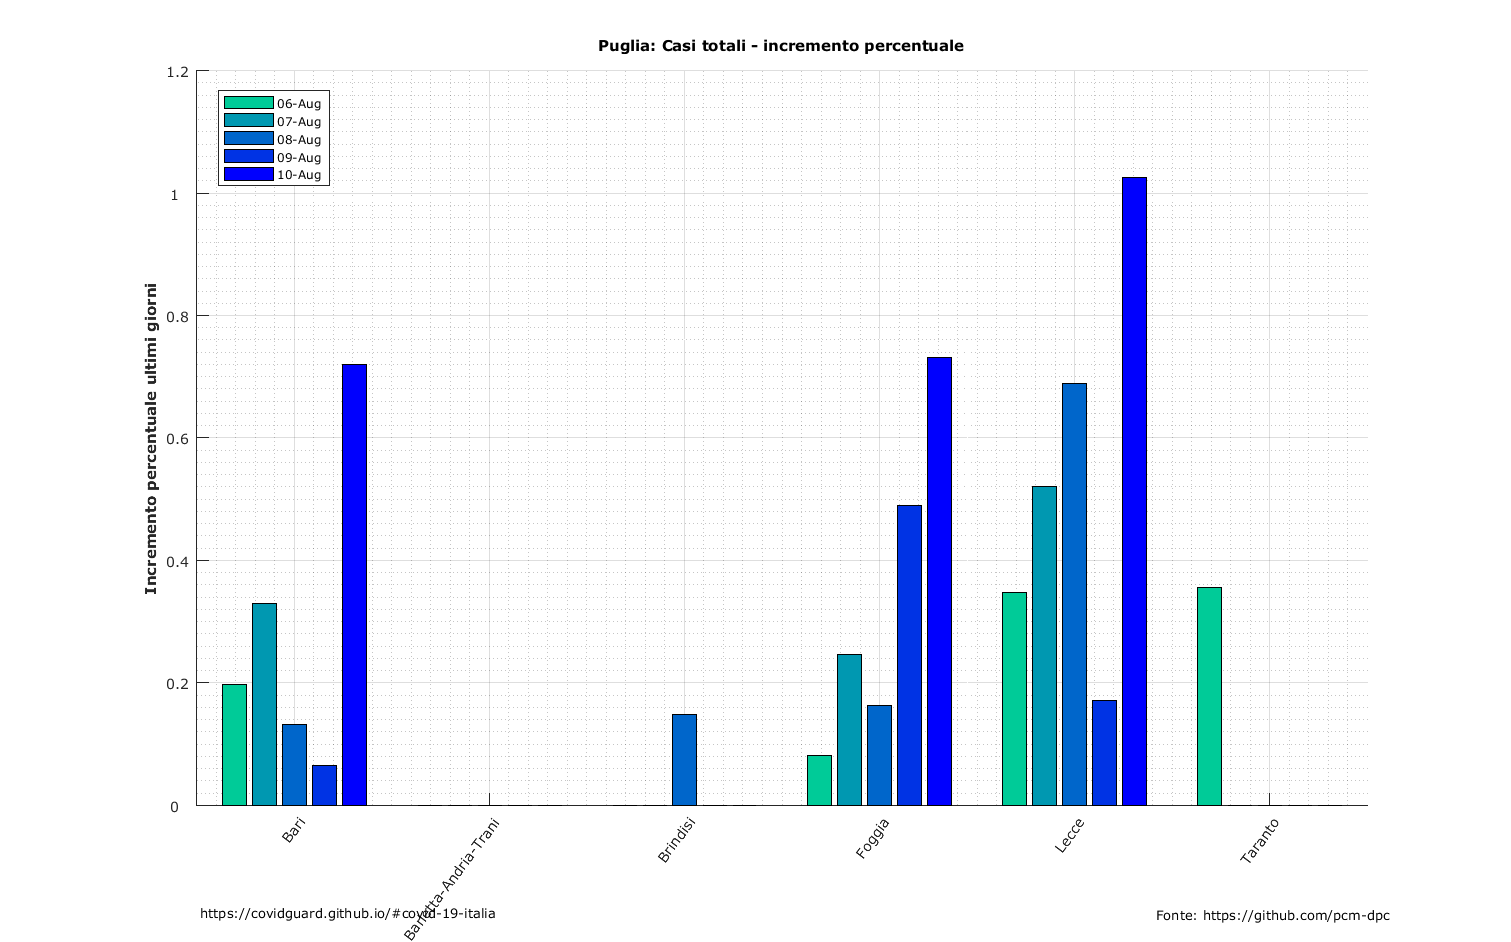 Puglia: Casi totali - incremento percentuale
Incremento percentuale ultimi giorni
1.2
1
0.8
0.6
0.4
0.2
0
06-Aug
07-Aug
08-Aug
09-Aug
10-Aug
Bari
Barletta-Andria-Trani
Brindisi
Foggia
Lecce
Taranto
https://covidguard.github.io/#covid-19-italia
Fonte: https://github.com/pcm-dpc